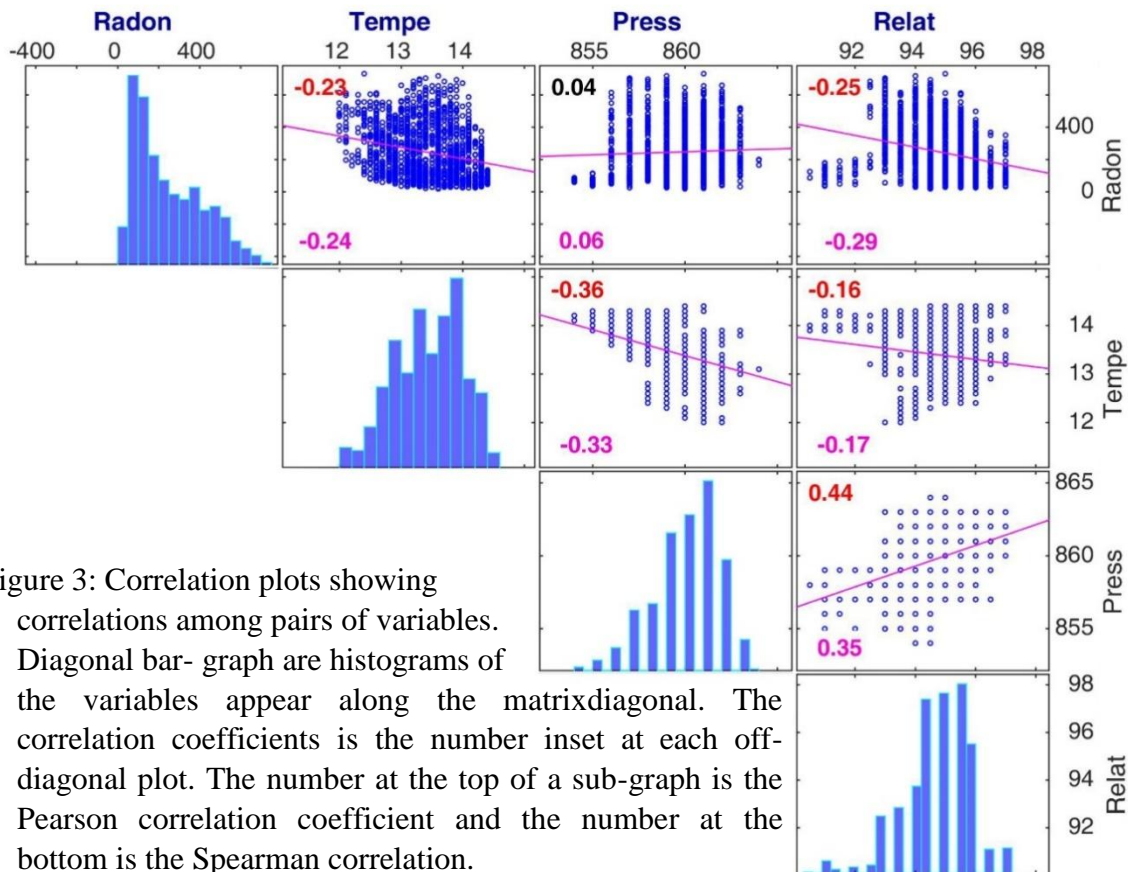 Radon Tempe Press Relat
-400 0 400 12 13 14 855 860 92 94 96 98
-0.23 0.04 -0.25
400
0
Radon
-0.24 0.06 -0.29
-0.36 -0.16
14
13
12
Tempe
-0.33 -0.17
0.44
865
860
855
Press
0.35
igure 3: Correlation plots showing
correlations among pairs of variables.
Diagonal bar- graph are histograms of
the variables appear along the matrixdiagonal. The
correlation coefficients is the number inset at each off-
diagonal plot. The number at the top of a sub-graph is the
Pearson correlation coefficient and the number at the
bottom is the Spearman correlation.
98
96
94
92
Relat